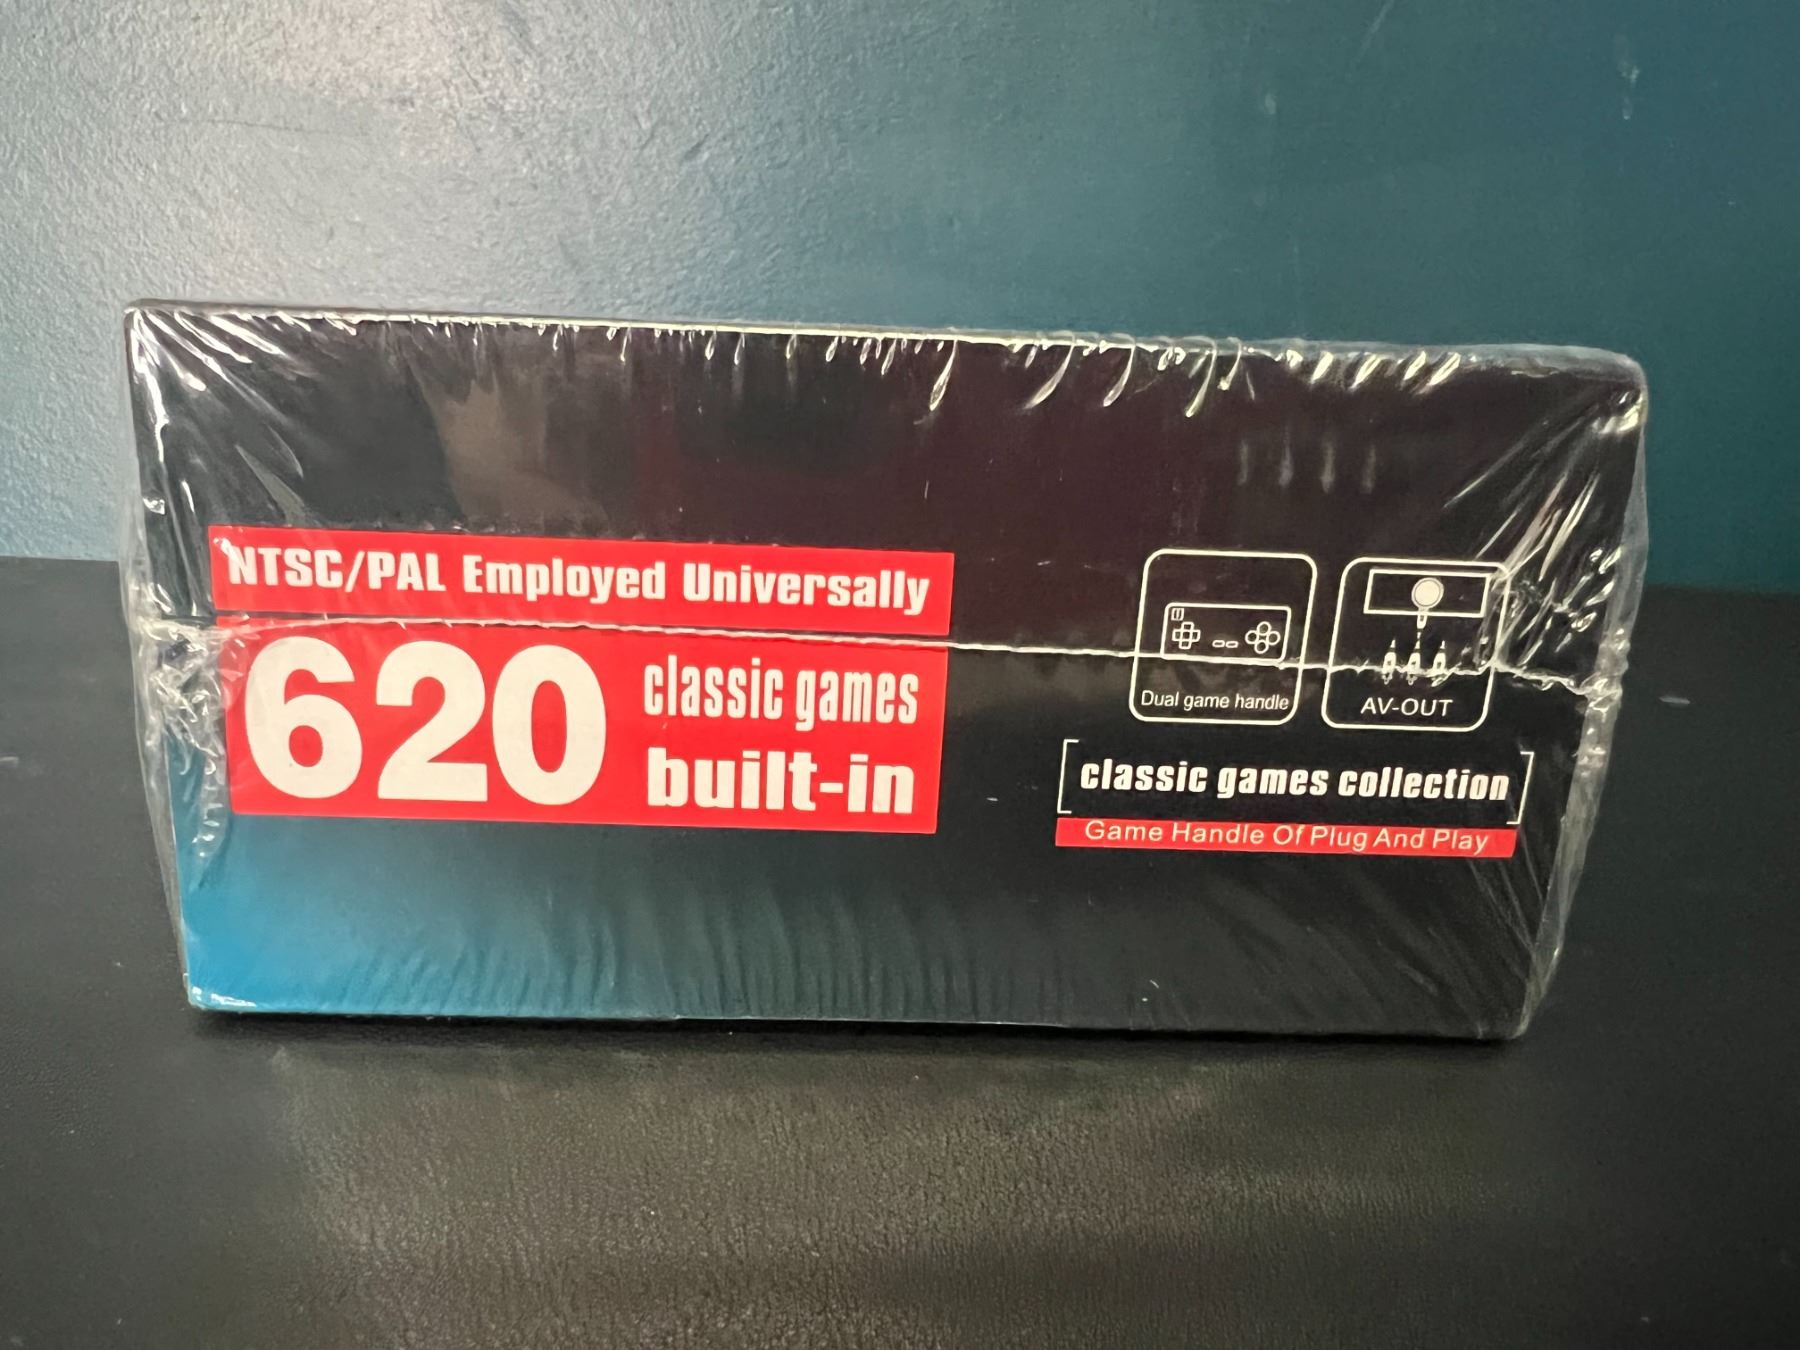 NTSC/PAL Employed Universally
620
classic games
built-in
Dual game handle
AV-OUT
classic games collection
Game Handle Of Plug And Play